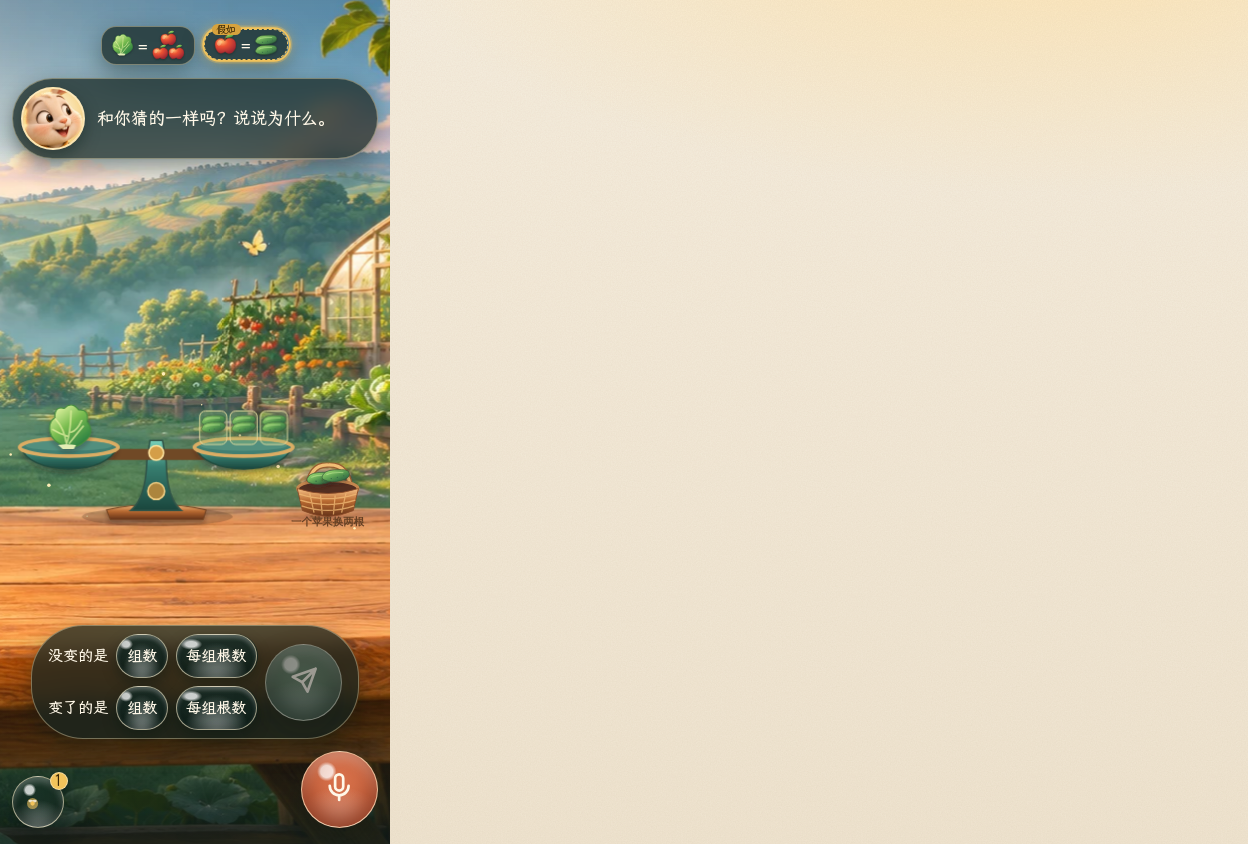 =
假如
=
和你猜的一样吗？说说为什么。
一个苹果换两根
没变的是 组数 每组根数
变了的是 组数 每组根数
1